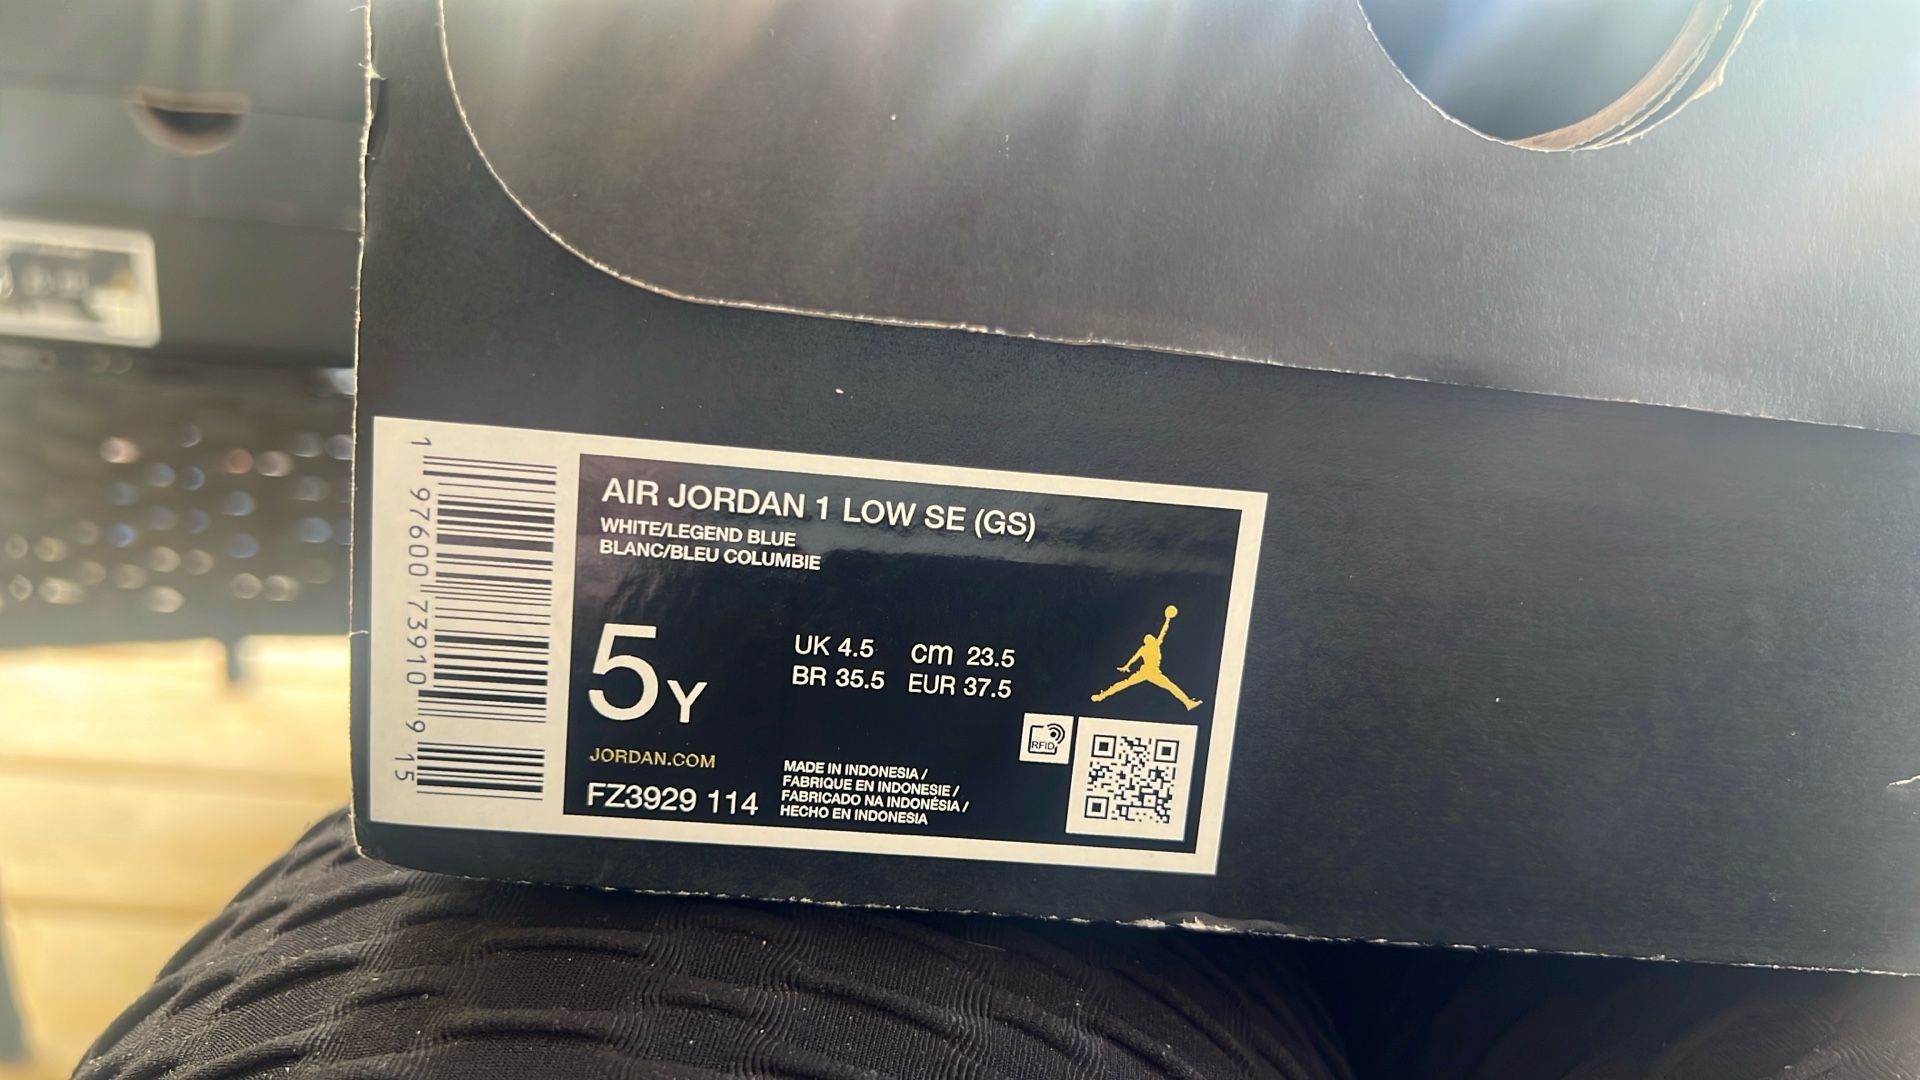 1 97600 73910 9 15
AIR JORDAN 1 LOW SE (GS)
WHITE/LEGEND BLUE
BLANC/BLEU COLUMBIE
5Y
UK 4.5 cm 23.5
BR 35.5 EUR 37.5
RFID
JORDAN.COM
FZ3929 114
MADE IN INDONESIA /
FABRIQUE EN INDONESIE /
FABRICADO NA INDONÉSIA /
HECHO EN INDONESIA